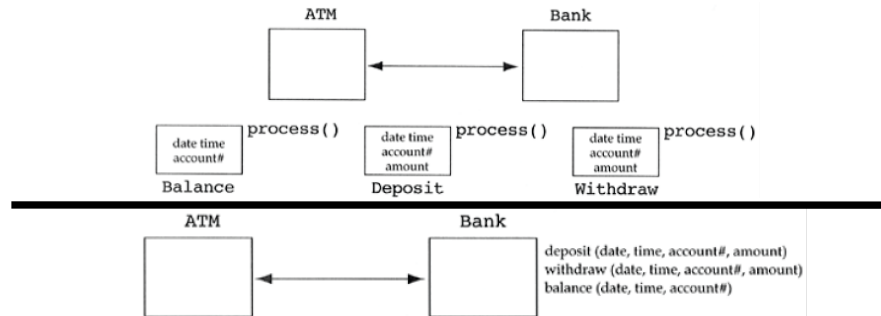 ATM Bank
process() process() process()
date time date time date time
account# account# account#
amount amount
Balance Deposit Withdraw
ATM Bank
deposit (date, time, account#, amount)
withdraw (date, time, account#, amount)
balance (date, time, account#)